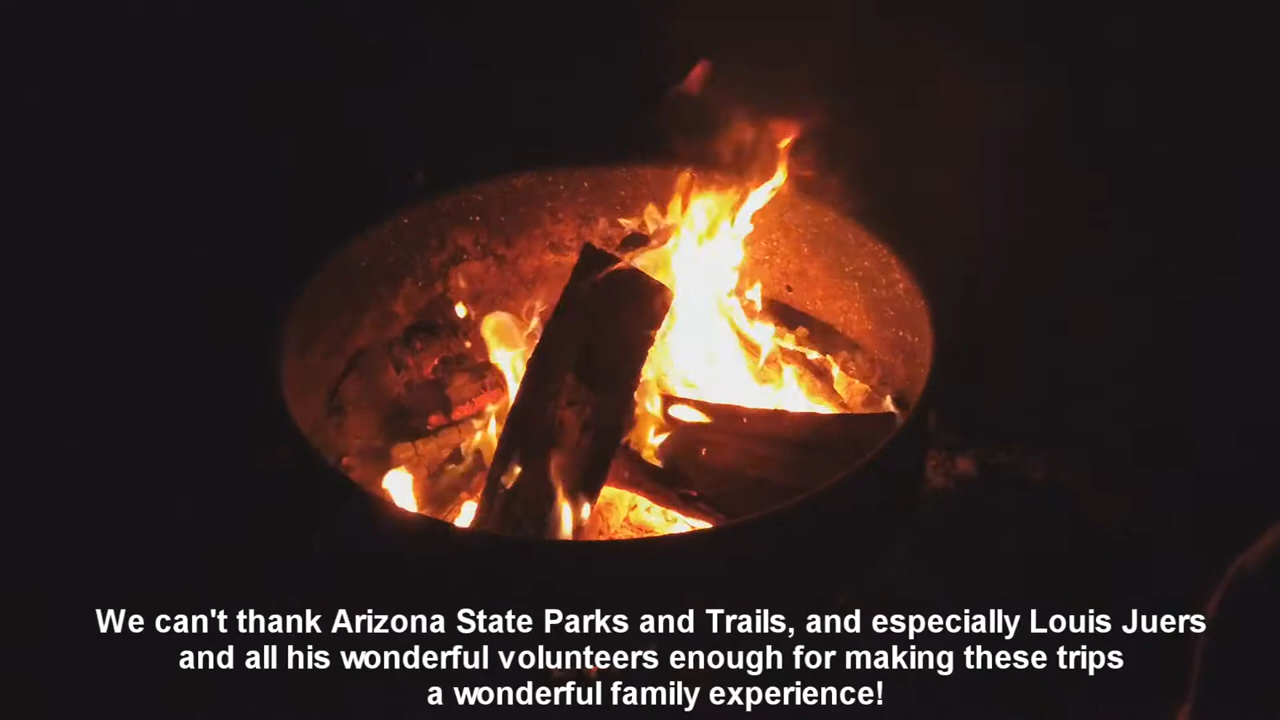 We can't thank Arizona State Parks and Trails, and especially Louis Juers
and all his wonderful volunteers enough for making these trips
a wonderful family experience!